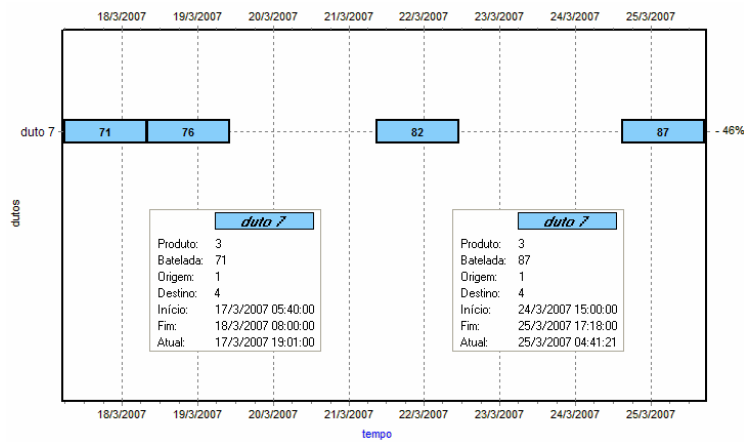 18/3/2007 19/3/2007 20/3/2007 21/3/2007 22/3/2007 23/3/2007 24/3/2007 25/3/2007
duto 7 71 76 82 87 46%
dutos
duto 7
Produto: 3
Batelada: 71
Origem: 1
Destino: 4
Início: 17/3/2007 05:40:00
Fim: 18/3/2007 08:00:00
Atual: 17/3/2007 19:01:00
duto 7
Produto: 3
Batelada: 87
Origem: 1
Destino: 4
Início: 24/3/2007 15:00:00
Fim: 25/3/2007 17:18:00
Atual: 25/3/2007 04:41:21
18/3/2007 19/3/2007 20/3/2007 21/3/2007 22/3/2007 23/3/2007 24/3/2007 25/3/2007
tempo